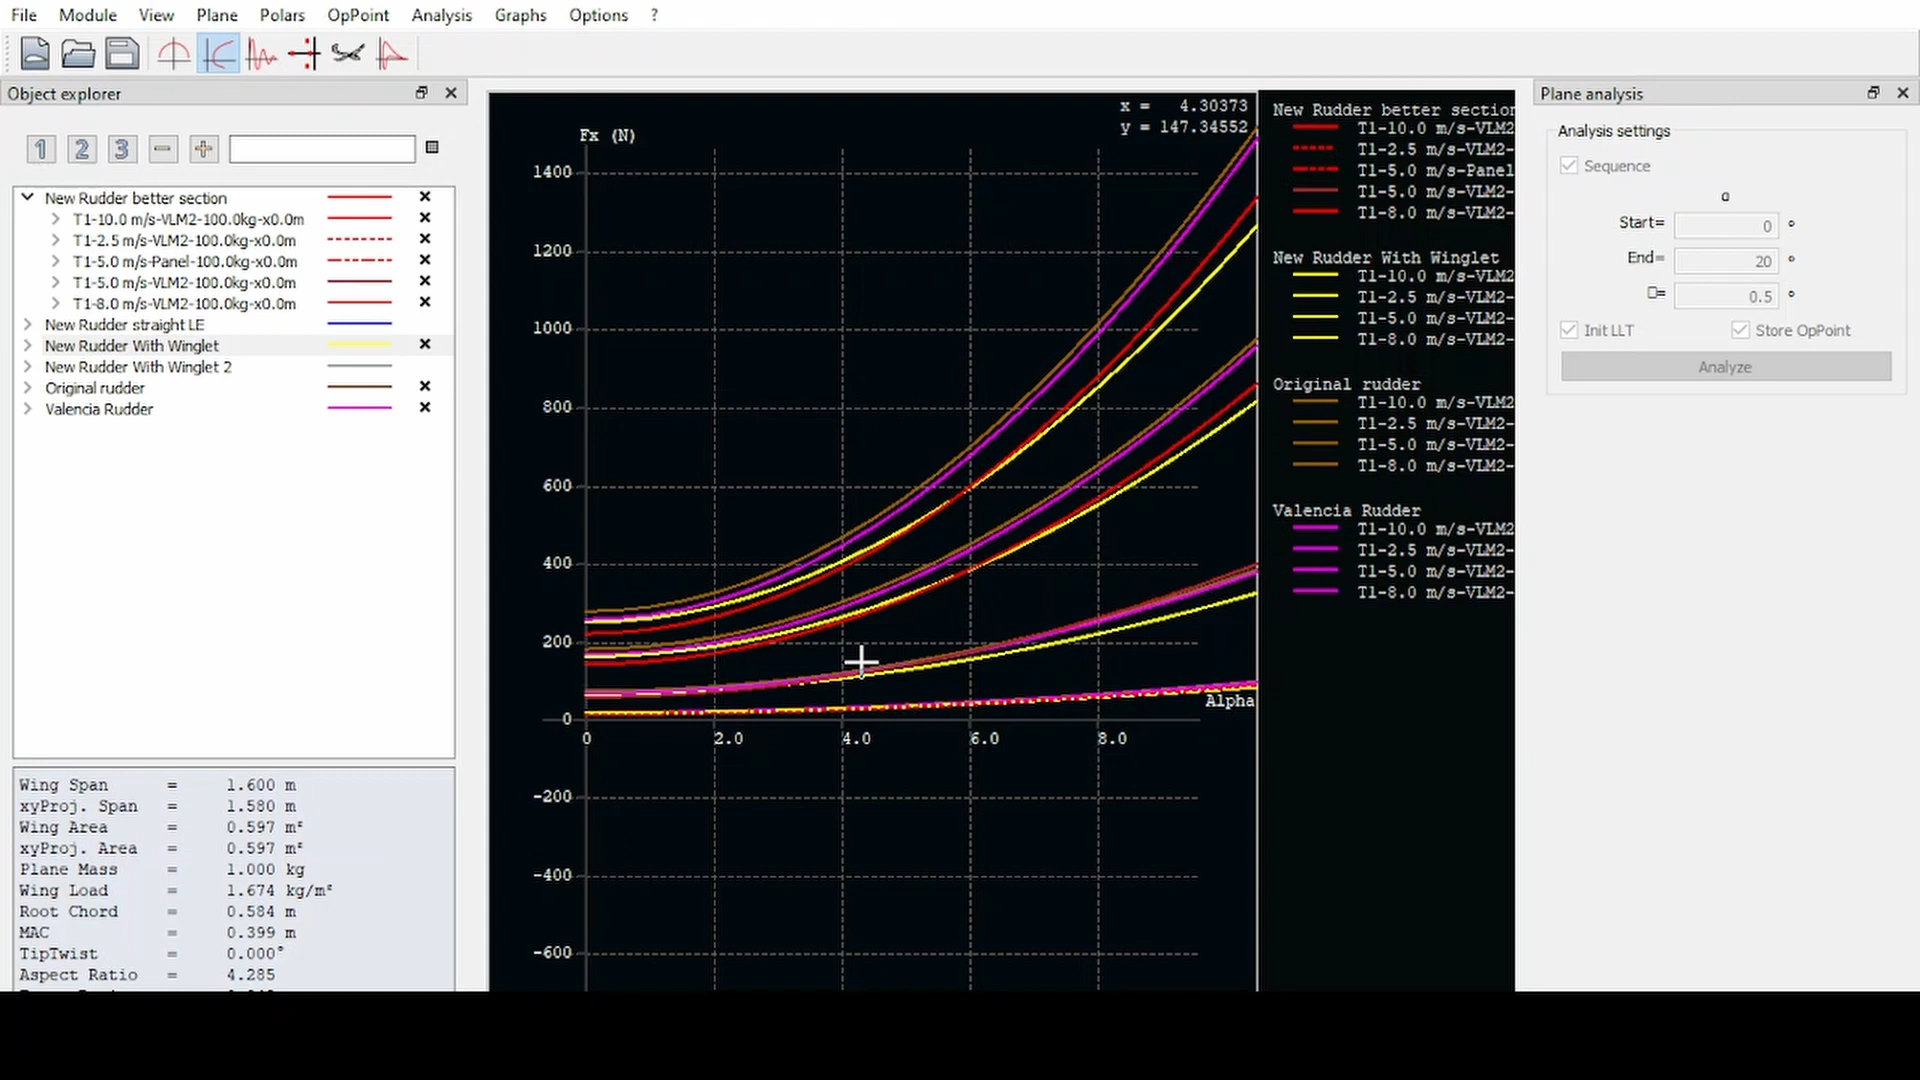 File Module View Plane Polars OpPoint Analysis Graphs Options ?
Object explorer
1 2 3
New Rudder better section
T1-10.0 m/s-VLM2-100.0kg-x0.0m
T1-2.5 m/s-VLM2-100.0kg-x0.0m
T1-5.0 m/s-Panel-100.0kg-x0.0m
T1-5.0 m/s-VLM2-100.0kg-x0.0m
T1-8.0 m/s-VLM2-100.0kg-x0.0m
New Rudder straight LE
New Rudder With Winglet
New Rudder With Winglet 2
Original rudder
Valencia Rudder
Wing Span = 1.600 m
xyProj. Span = 1.580 m
Wing Area = 0.597 m²
xyProj. Area = 0.597 m²
Plane Mass = 1.000 kg
Wing Load = 1.674 kg/m²
Root Chord = 0.584 m
MAC = 0.399 m
TipTwist = 0.000°
Aspect Ratio = 4.285
x = 4.30373
y = 147.34552
Fx (N)
1400
1200
1000
800
600
400
200
0
-200
-400
-600
0 2.0 4.0 6.0 8.0
Alpha
New Rudder better section
T1-10.0 m/s-VLM2
T1-2.5 m/s-VLM2-
T1-5.0 m/s-Panel
T1-5.0 m/s-VLM2-
T1-8.0 m/s-VLM2-
New Rudder With Winglet
T1-10.0 m/s-VLM2
T1-2.5 m/s-VLM2-
T1-5.0 m/s-VLM2-
T1-8.0 m/s-VLM2-
Original rudder
T1-10.0 m/s-VLM2
T1-2.5 m/s-VLM2-
T1-5.0 m/s-VLM2-
T1-8.0 m/s-VLM2-
Valencia Rudder
T1-10.0 m/s-VLM2
T1-2.5 m/s-VLM2-
T1-5.0 m/s-VLM2-
T1-8.0 m/s-VLM2-
Plane analysis
Analysis settings
Sequence
α
Start= 0 °
End= 20 °
□= 0.5 °
Init LLT Store OpPoint
Analyze